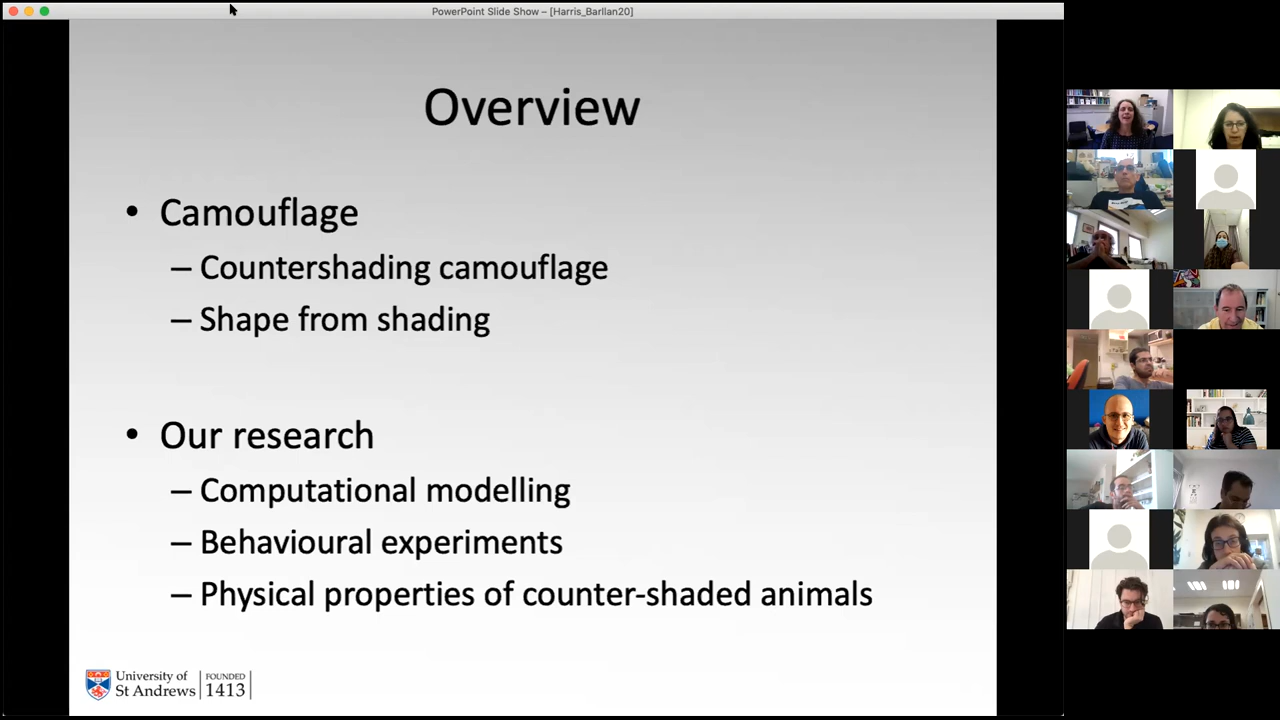 PowerPoint Slide Show – [Harris_BarIlan20]
Overview
• Camouflage
– Countershading camouflage
– Shape from shading
• Our research
– Computational modelling
– Behavioural experiments
– Physical properties of counter-shaded animals
University of
St Andrews
FOUNDED
1413